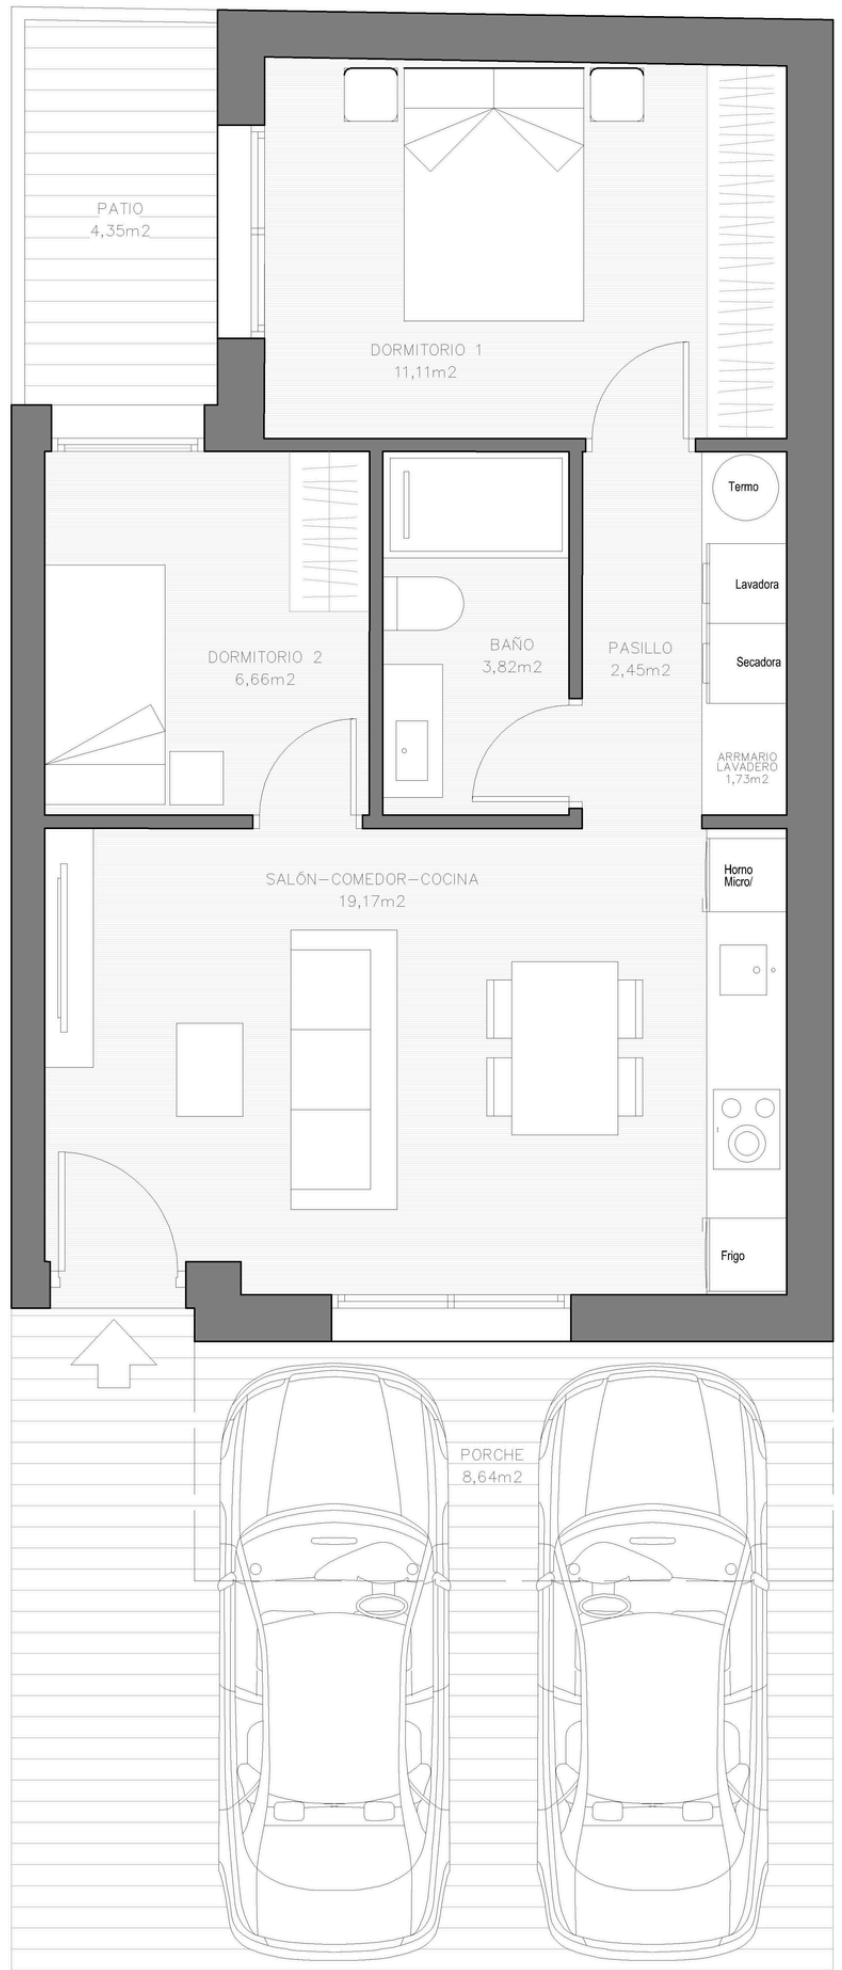 PATIO
4,35m2
DORMITORIO 1
11,11m2
Termo
Lavadora
Secadora
ARRMARIO
LAVADERO
1,73m2
BAÑO
3,82m2
PASILLO
2,45m2
DORMITORIO 2
6,66m2
SALÓN-COMEDOR-COCINA
19,17m2
Horno
Micro/
Frigo
PORCHE
8,64m2